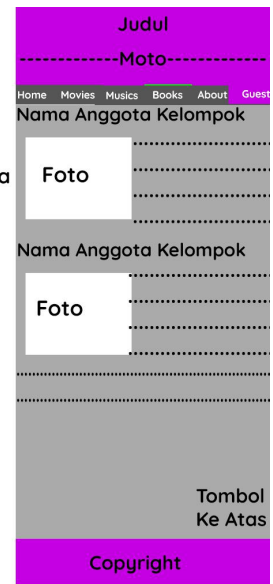 Judul
-------------Moto-------------
Home Movies Musics Books About Guest
Nama Anggota Kelompok
a
Foto
Nama Anggota Kelompok
Foto
Tombol
Ke Atas
Copyright